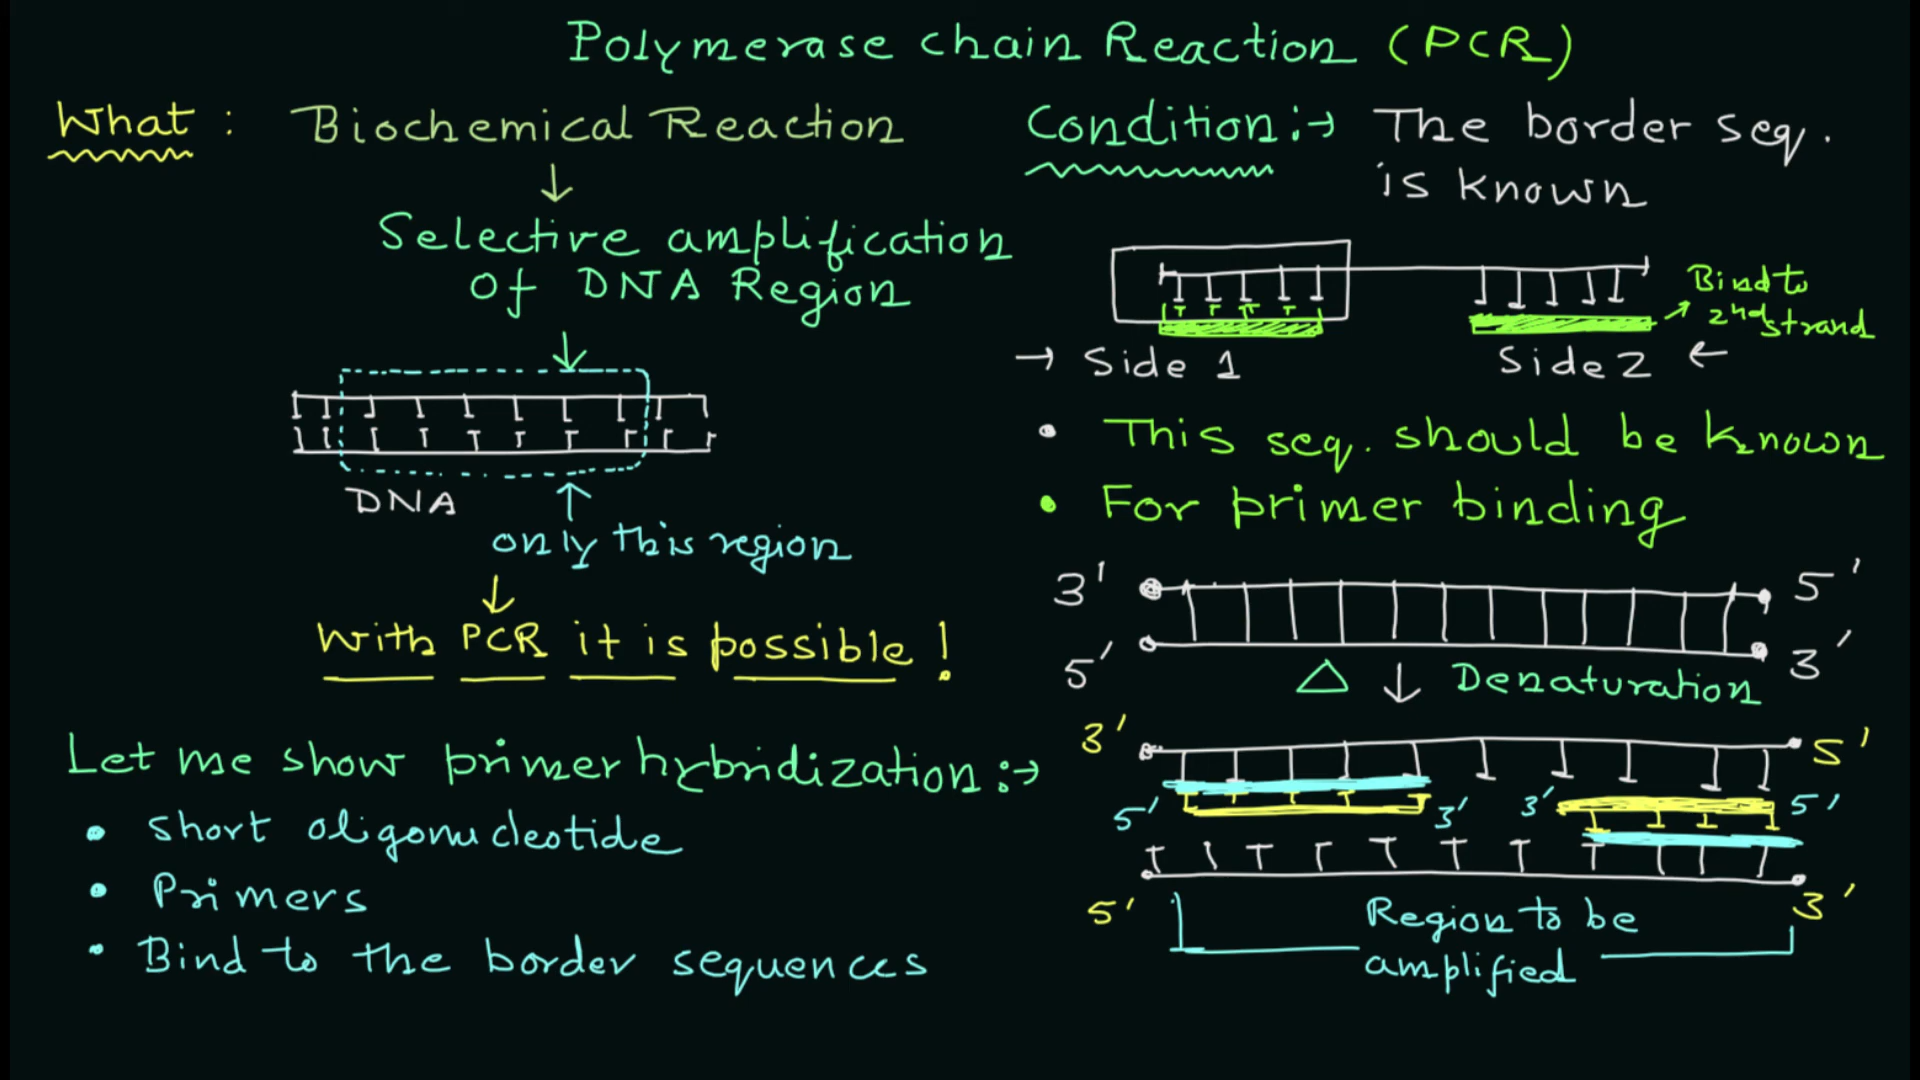 Polymerase chain Reaction (PCR)
What : Biochemical Reaction
↓
Selective amplification
of DNA Region
DNA
only this region
↓
With PCR it is possible !
Let me show primer hybridization :→
• short oligonucleotide
• Primers
• Bind to the border sequences
Condition :→ The border seq.
is known
Bind to
2nd strand
→ Side 1
Side 2 ←
• This seq. should be known
• For primer binding
3' 5'
5' 3'
△ ↓ Denaturation
3' 5'
5' 3' 3' 5'
5' 3'
Region to be
amplified